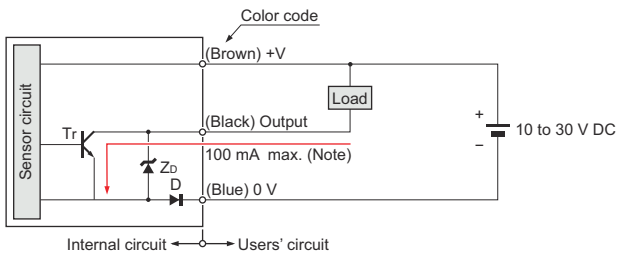 Color code
(Brown) +V
Sensor circuit
Load
Tr
(Black) Output
+
−
10 to 30 V DC
100 mA max. (Note)
ZD
D
(Blue) 0 V
Internal circuit
Users' circuit